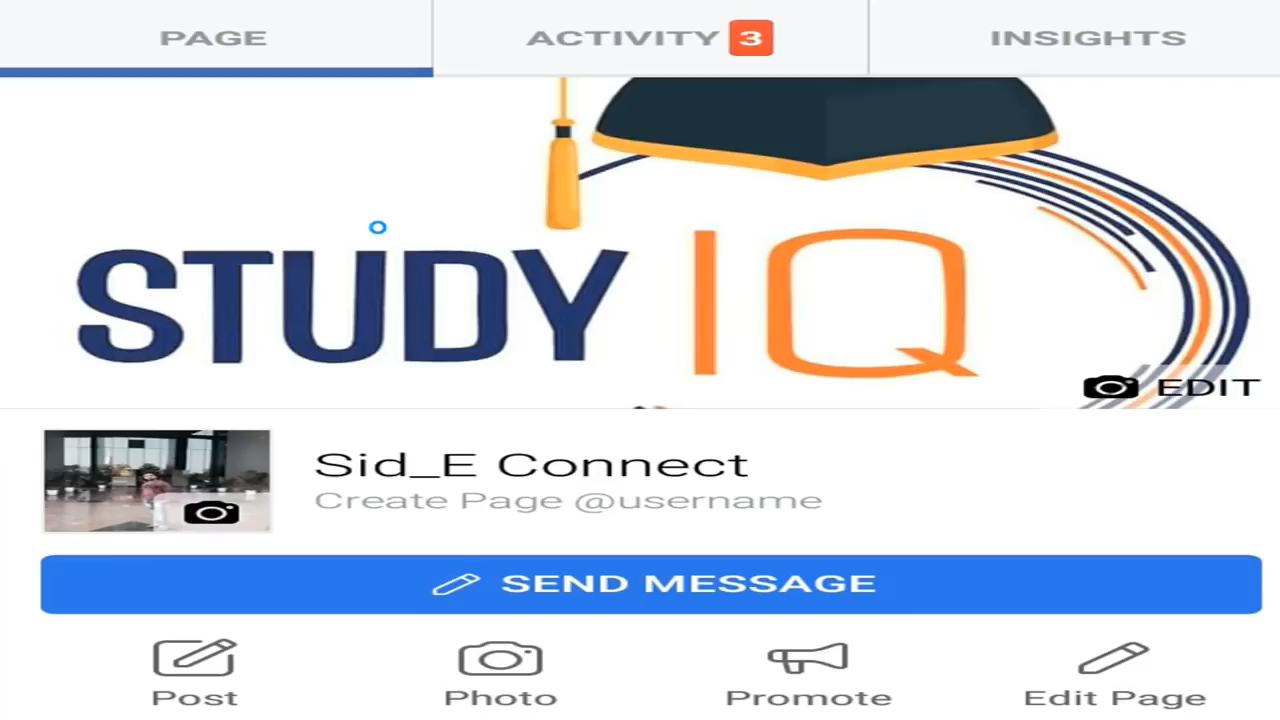 PAGE
ACTIVITY 3
INSIGHTS
STUDY IQ
EDIT
Sid_E Connect
Create Page @username
SEND MESSAGE
Post
Photo
Promote
Edit Page